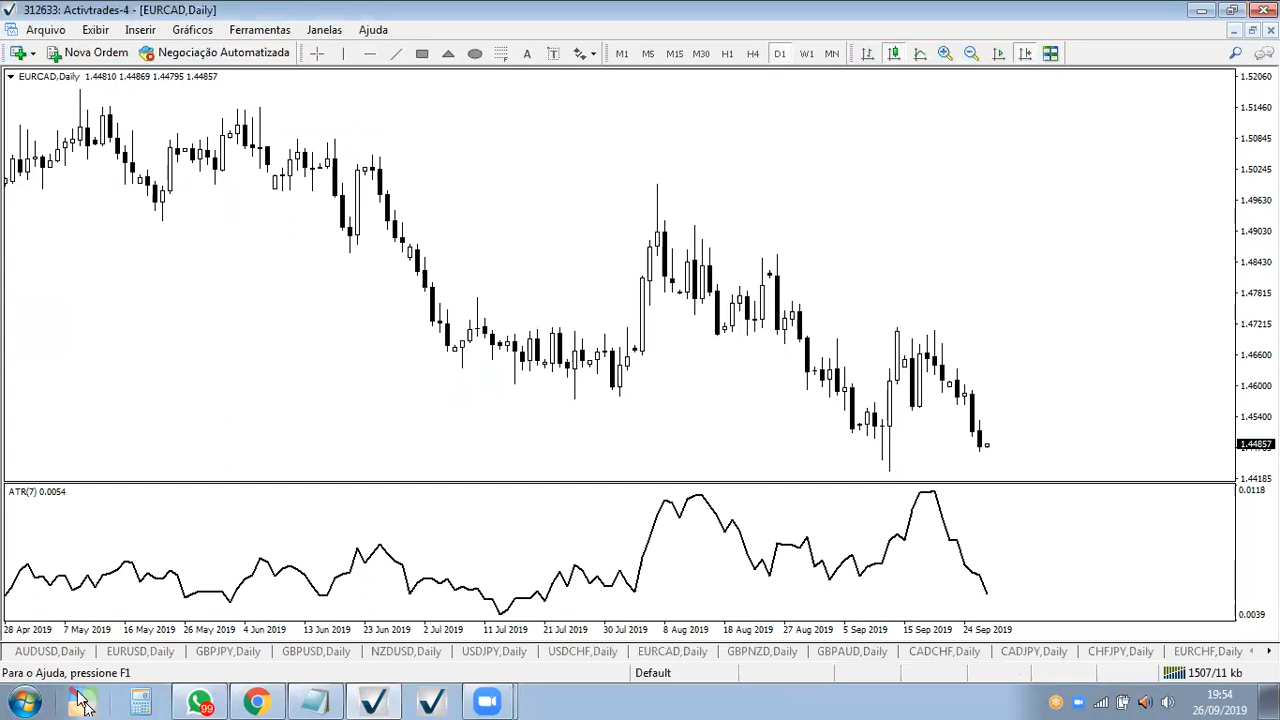 312633: Activtrades-4 - [EURCAD,Daily]
Arquivo Exibir Inserir Gráficos Ferramentas Janelas Ajuda
Nova Ordem Negociação Automatizada A T M1 M5 M15 M30 H1 H4 D1 W1 MN
EURCAD,Daily 1.44810 1.44869 1.44795 1.44857
1.52060
1.51460
1.50845
1.50245
1.49630
1.49030
1.48430
1.47815
1.47215
1.46600
1.46000
1.45400
1.44857
1.44185
ATR(7) 0.0054
0.0118
0.0039
28 Apr 2019 7 May 2019 16 May 2019 26 May 2019 4 Jun 2019 13 Jun 2019 23 Jun 2019 2 Jul 2019 11 Jul 2019 21 Jul 2019 30 Jul 2019 8 Aug 2019 18 Aug 2019 27 Aug 2019 5 Sep 2019 15 Sep 2019 24 Sep 2019
AUDUSD,Daily EURUSD,Daily GBPJPY,Daily GBPUSD,Daily NZDUSD,Daily USDJPY,Daily USDCHF,Daily EURCAD,Daily GBPNZD,Daily GBPAUD,Daily CADCHF,Daily CADJPY,Daily CHFJPY,Daily EURCHF,Daily
Para o Ajuda, pressione F1 Default 1507/11 kb
99
19:54
26/09/2019